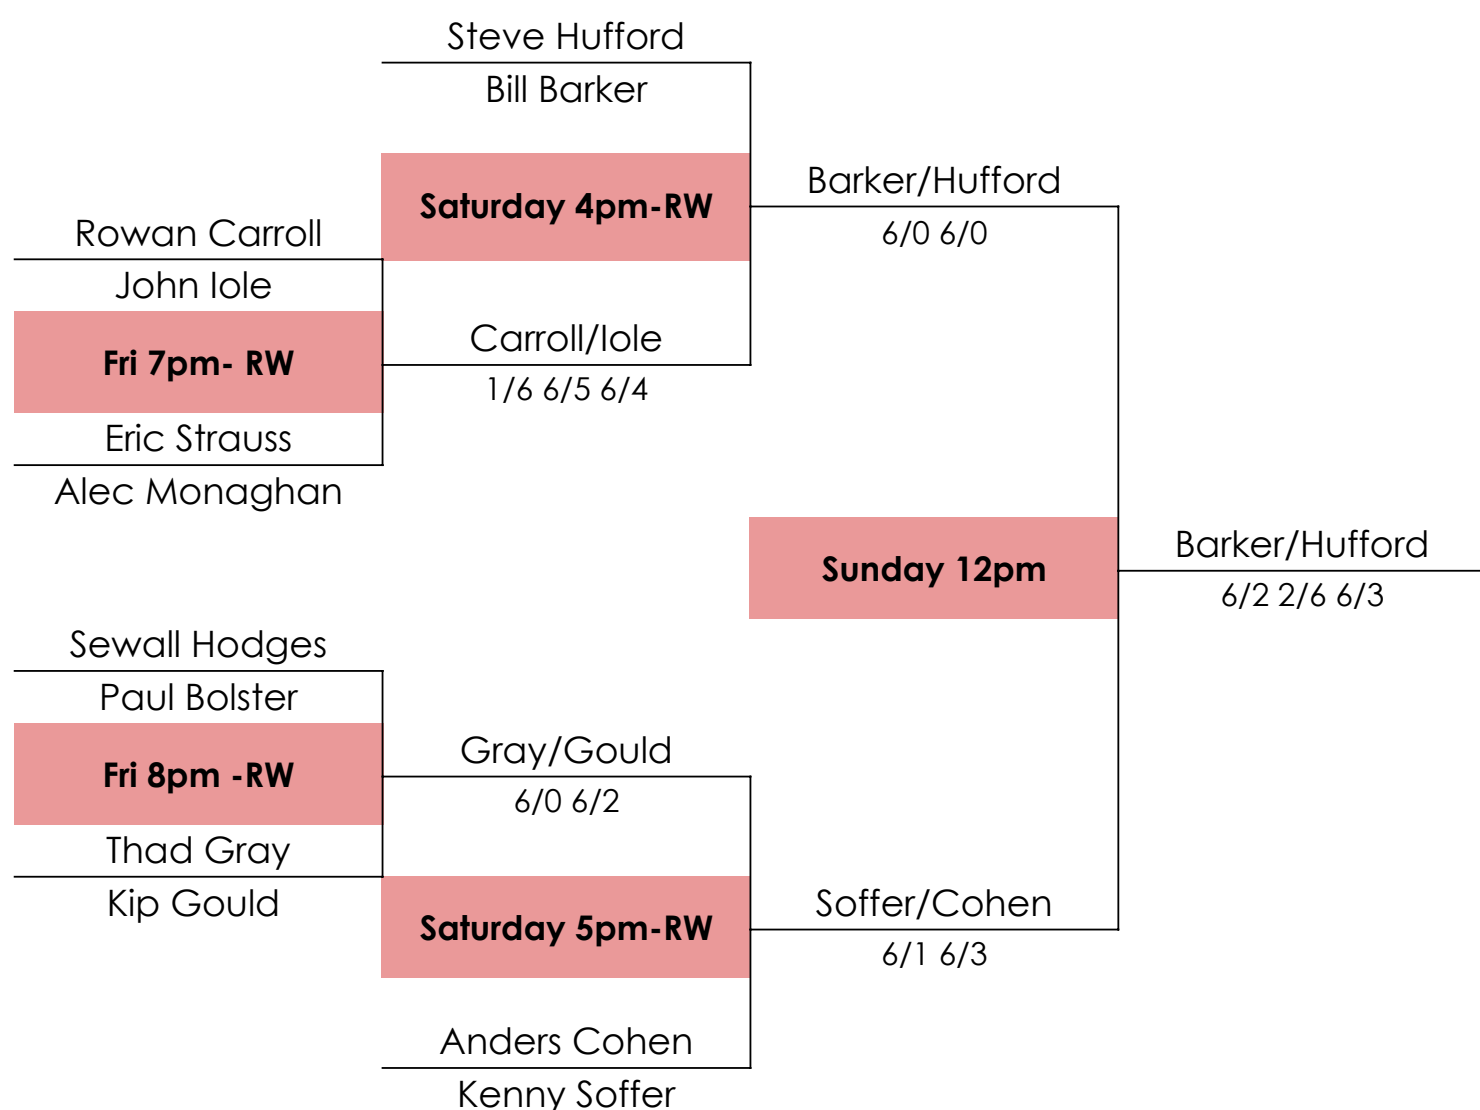 Steve Hufford
Bill Barker
Saturday 4pm-RW
Barker/Hufford
6/0 6/0
Rowan Carroll
John Iole
Fri 7pm- RW
Carroll/Iole
1/6 6/5 6/4
Eric Strauss
Alec Monaghan
Sunday 12pm
Barker/Hufford
6/2 2/6 6/3
Sewall Hodges
Paul Bolster
Fri 8pm -RW
Gray/Gould
6/0 6/2
Thad Gray
Kip Gould
Saturday 5pm-RW
Soffer/Cohen
6/1 6/3
Anders Cohen
Kenny Soffer